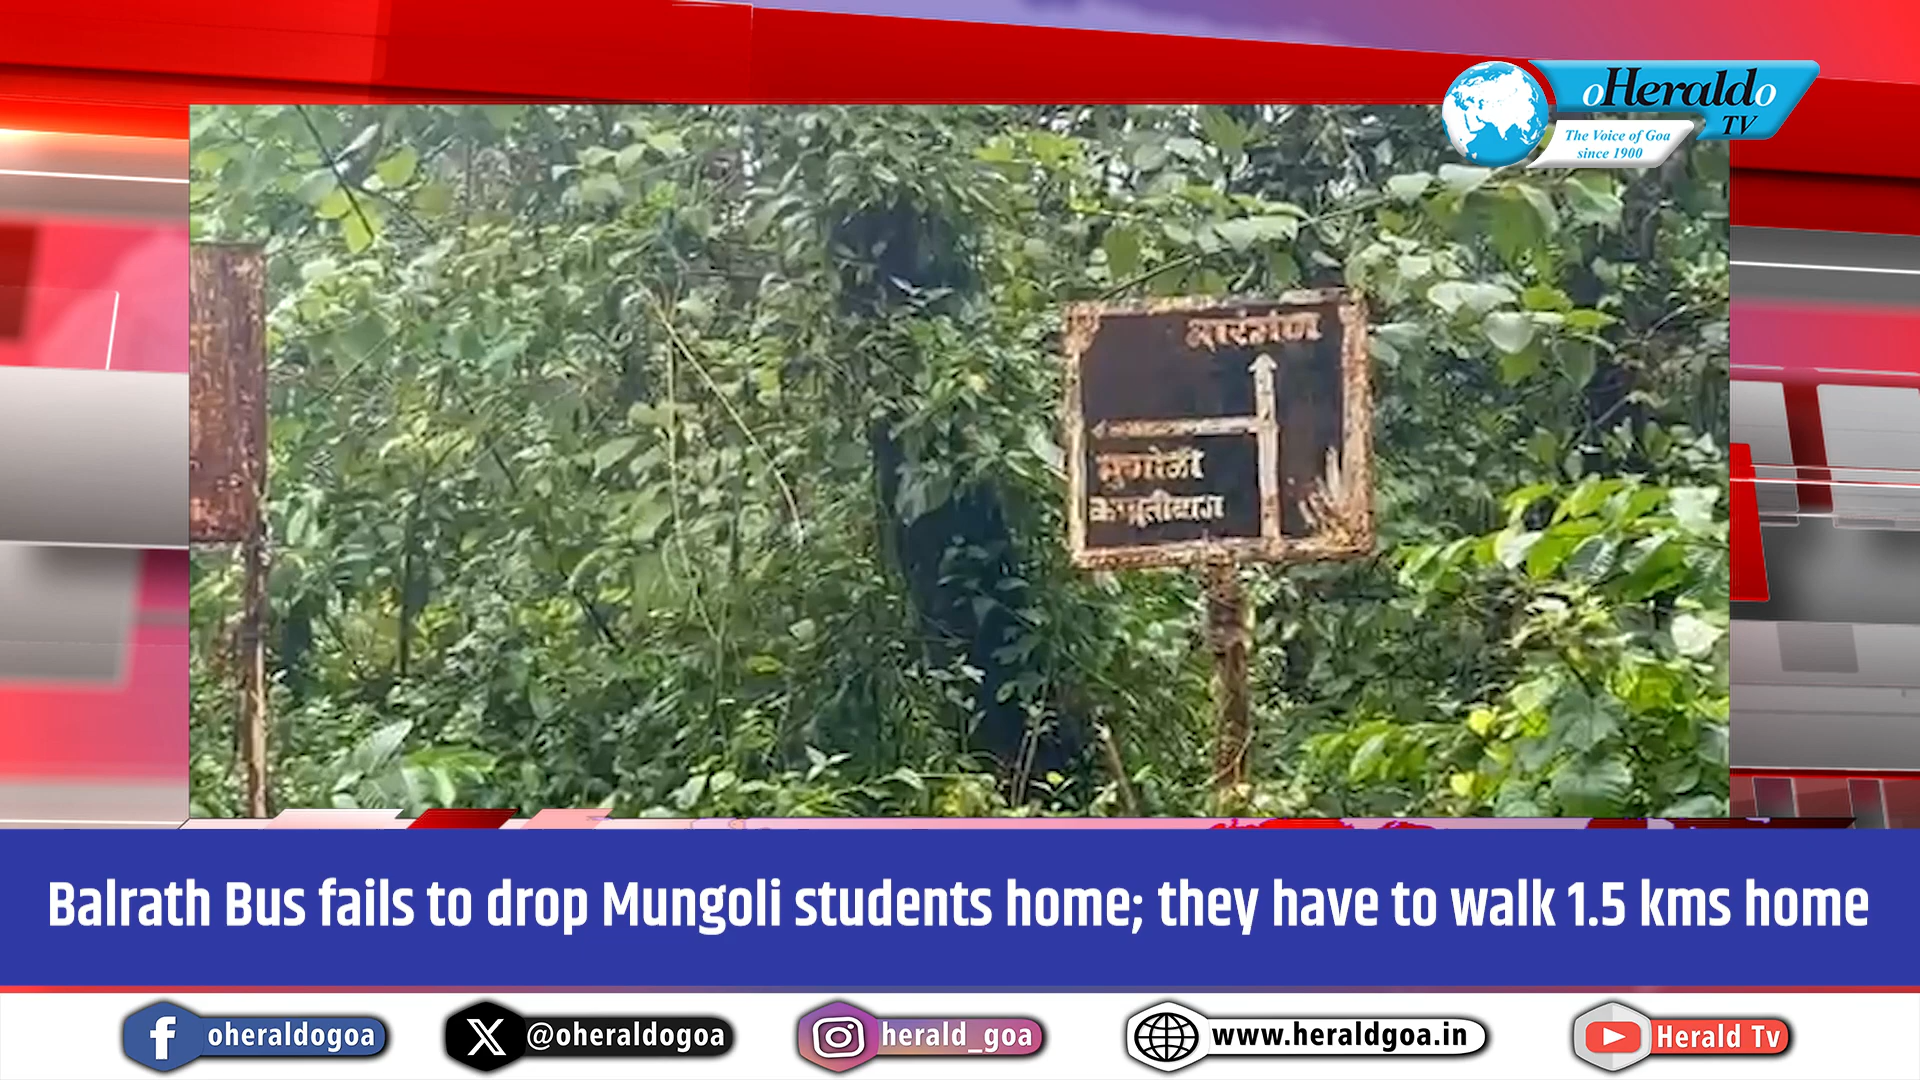 oHeraldo
TV
The Voice of Goa
since 1900
Balrath Bus fails to drop Mungoli students home; they have to walk 1.5 kms home
oheraldogoa
@oheraldogoa
herald_goa
www.heraldgoa.in
Herald Tv